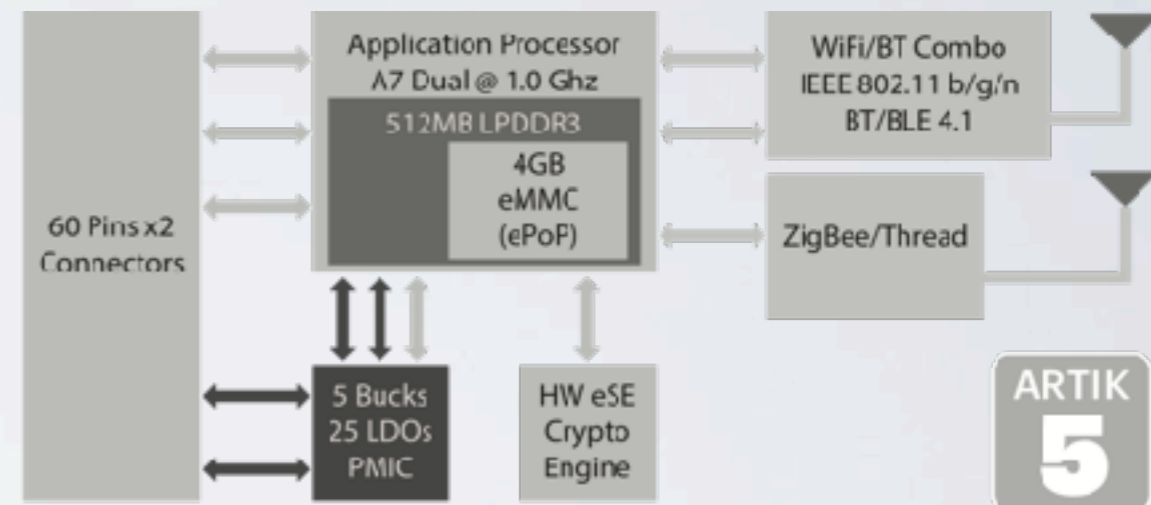 60 Pins x2
Connectors
Application Processor
A7 Dual @ 1.0 Ghz
512MB LPDDR3
4GB
eMMC
(ePoP)
5 Bucks
25 LDOs
PMIC
HW eSE
Crypto
Engine
WiFi/BT Combo
IEEE 802.11 b/g/n
BT/BLE 4.1
ZigBee/Thread
ARTIK
5